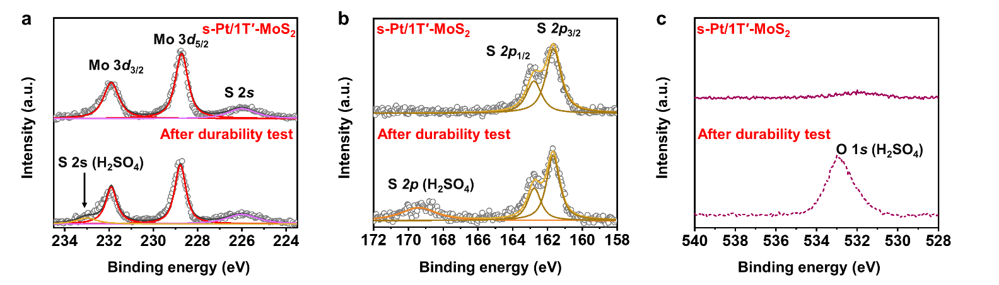 a
s-Pt/1T′-MoS₂
Mo 3d₅/₂
Mo 3d₃/₂
S 2s
After durability test
S 2s (H₂SO₄)
Intensity (a.u.)
234 232 230 228 226 224
Binding energy (eV)
b
s-Pt/1T′-MoS₂
S 2p₃/₂
S 2p₁/₂
After durability test
S 2p (H₂SO₄)
Intensity (a.u.)
172 170 168 166 164 162 160 158
Binding energy (eV)
c
s-Pt/1T′-MoS₂
After durability test
O 1s (H₂SO₄)
Intensity (a.u.)
540 538 536 534 532 530 528
Binding energy (eV)